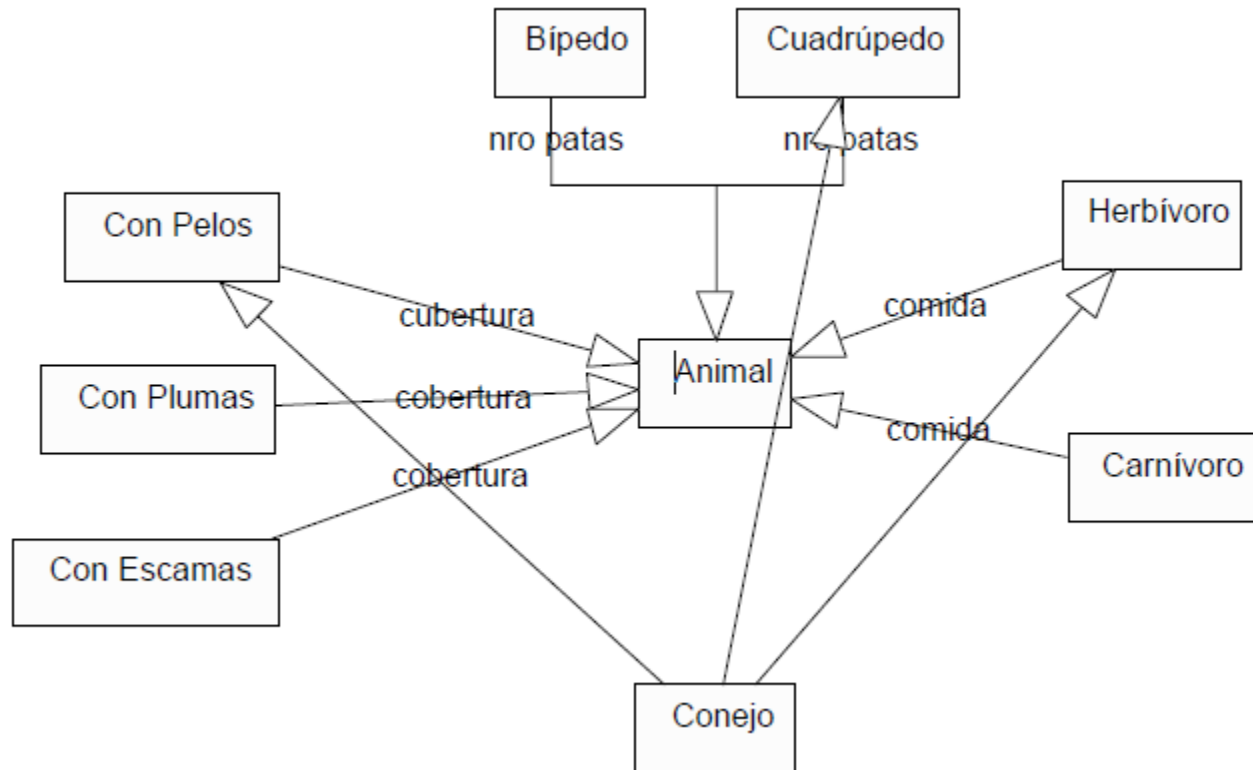 Bípedo
Cuadrúpedo
nro patas
nro patas
Con Pelos
Herbívoro
cubertura
comida
Animal
Con Plumas
cobertura
comida
Carnívoro
cobertura
Con Escamas
Conejo